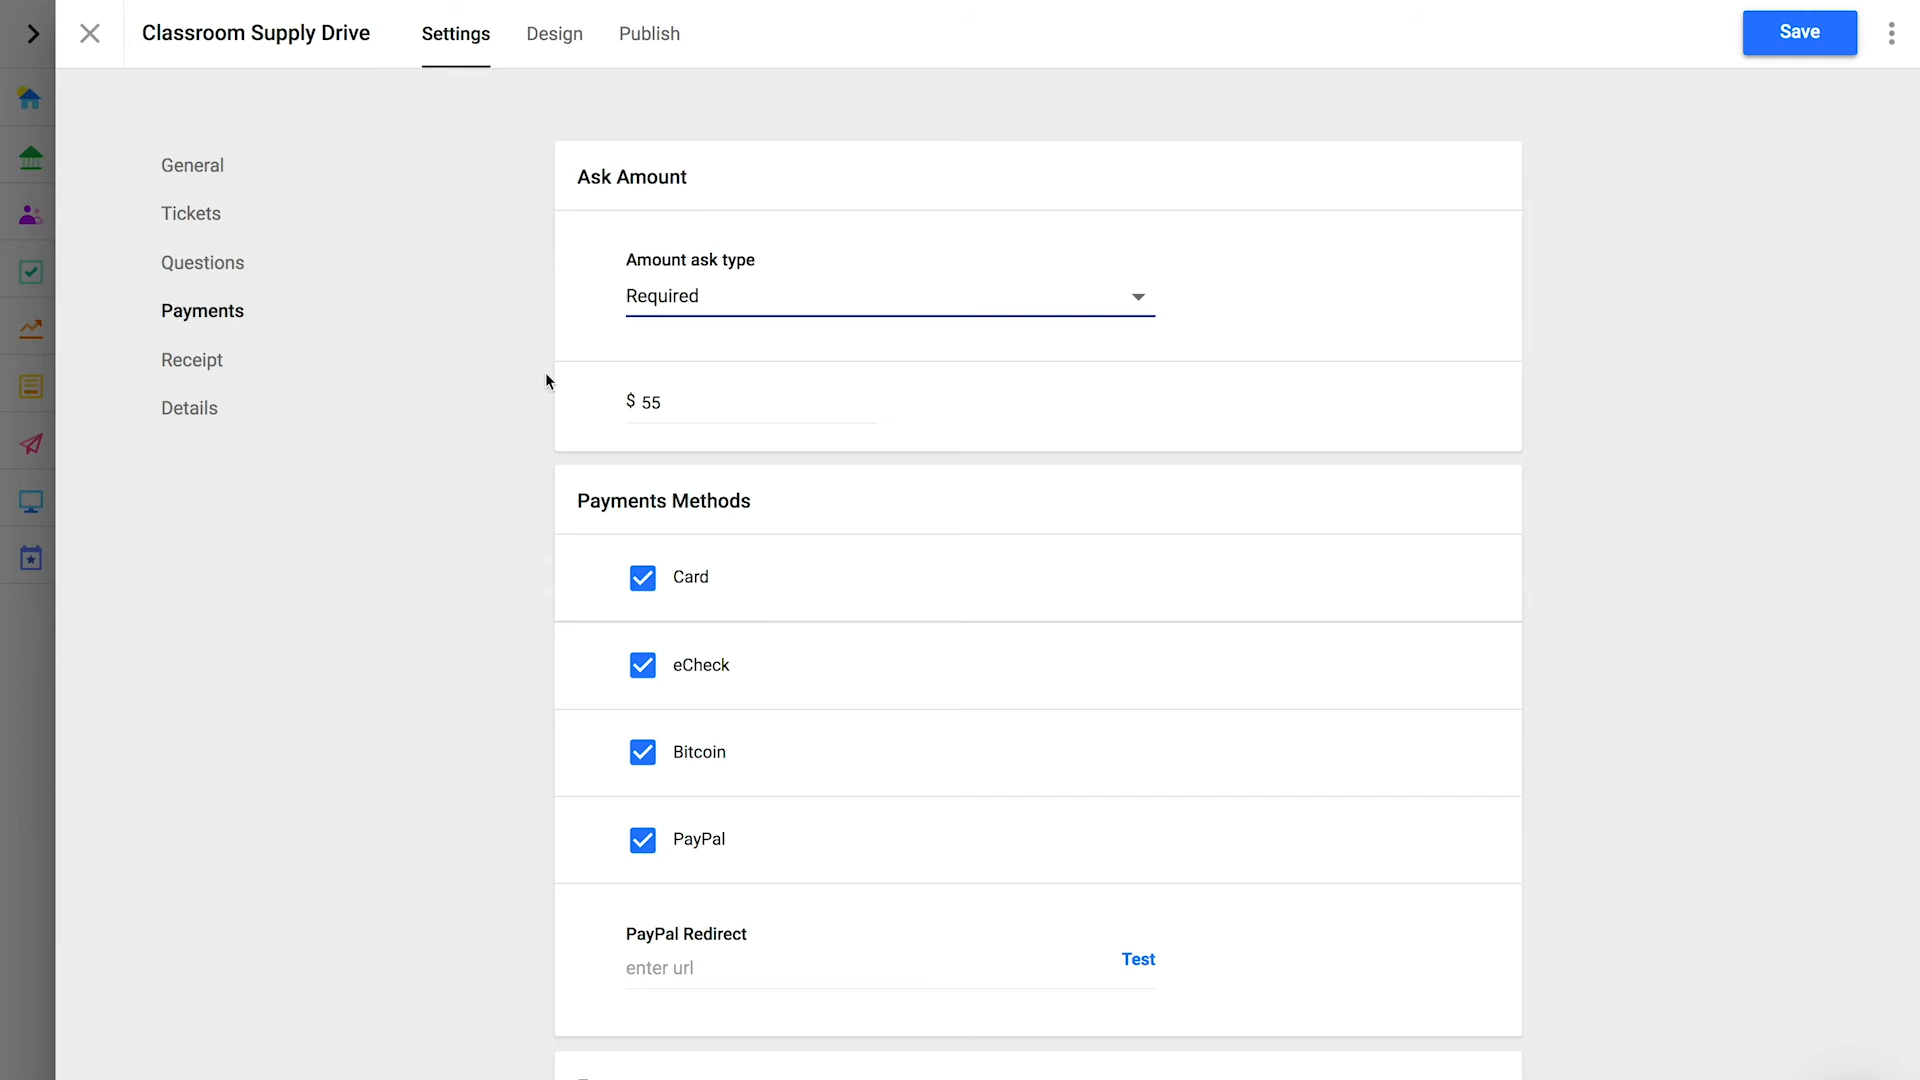 Classroom Supply Drive
Settings
Design
Publish
Save
General
Tickets
Questions
Payments
Receipt
Details
Ask Amount
Amount ask type
Required
$ 55
Payments Methods
Card
eCheck
Bitcoin
PayPal
PayPal Redirect
enter url
Test